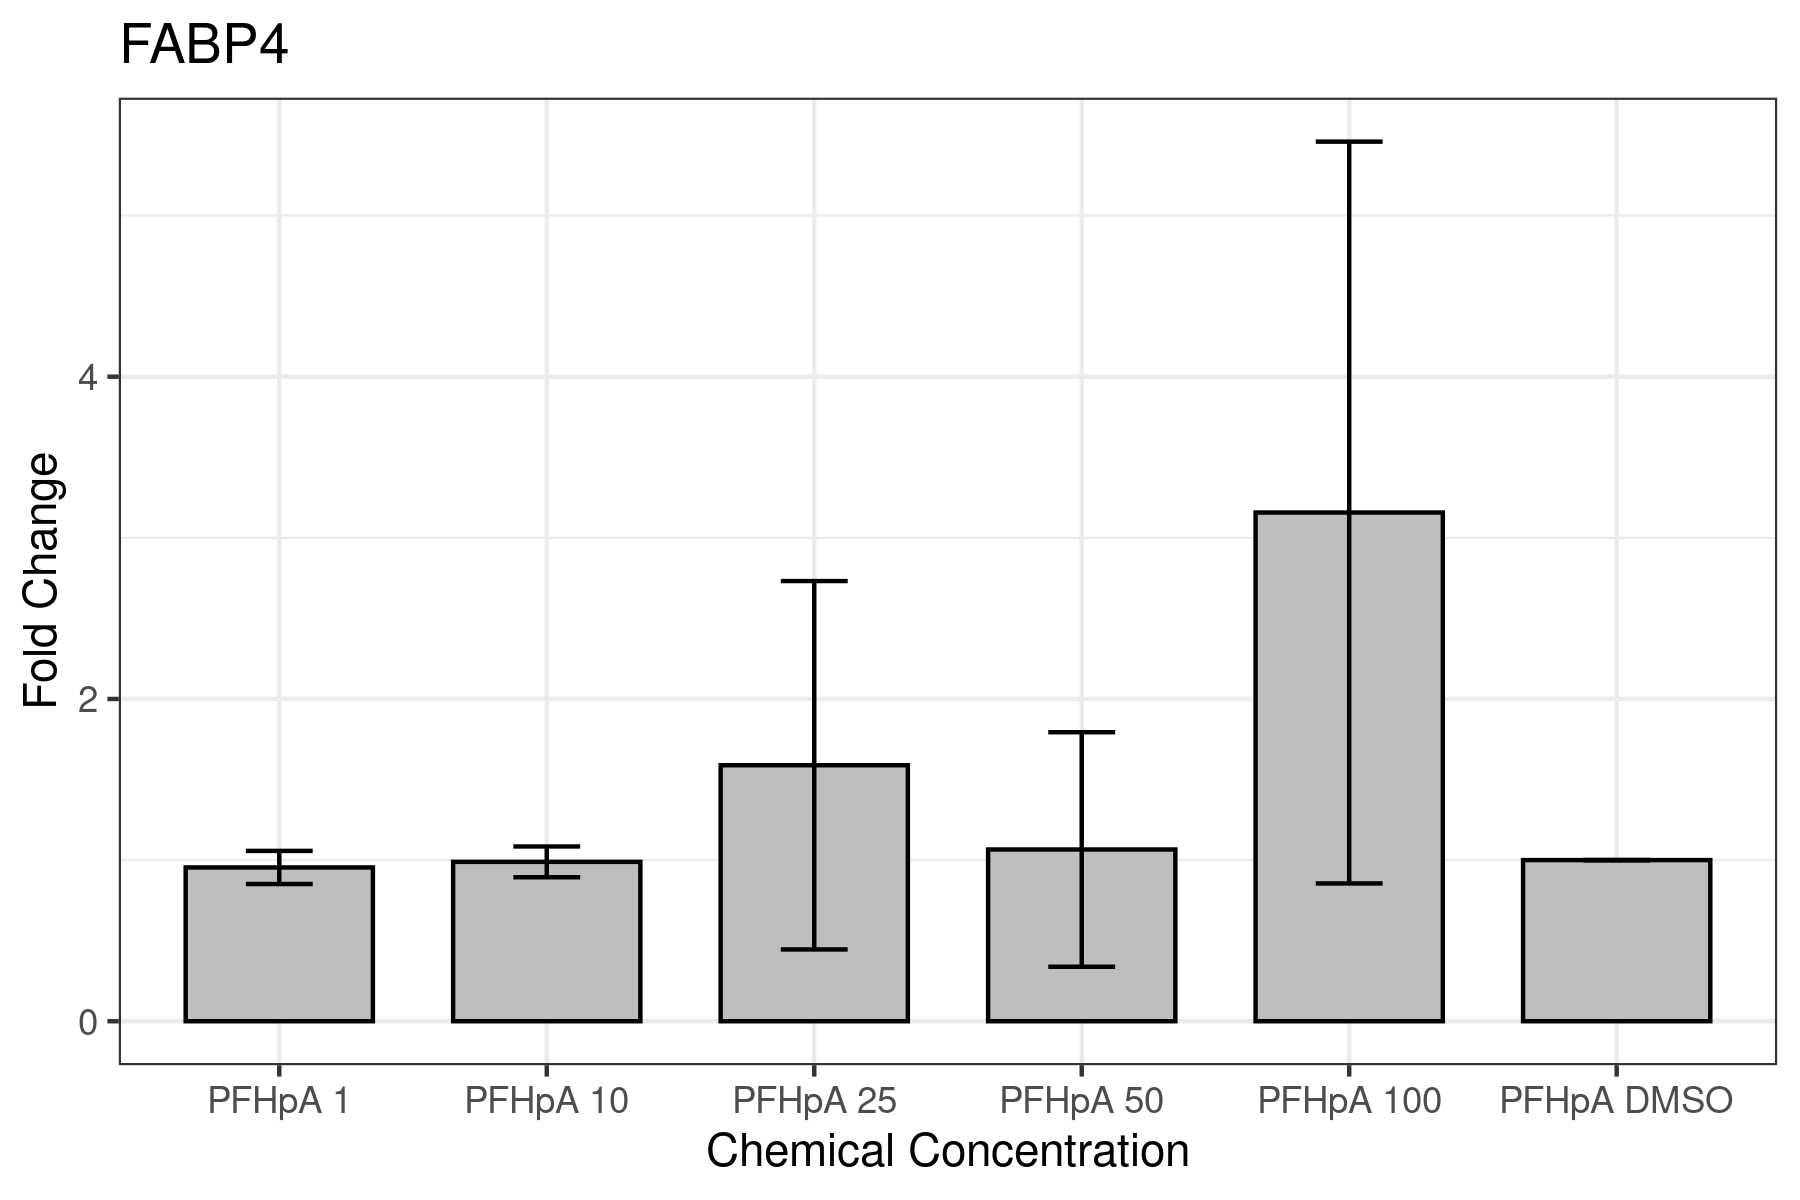 FABP4
Fold Change
4
2
0
PFHpA 1
PFHpA 10
PFHpA 25
PFHpA 50
PFHpA 100
PFHpA DMSO
Chemical Concentration